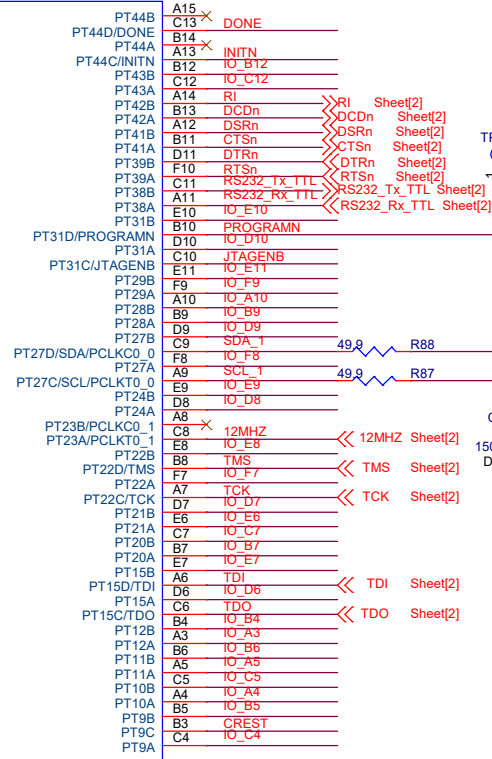 PT44B A15
PT44D/DONE C13 DONE
PT44A B14
PT44C/INITN A13 INITN
PT43B B12 IO_B12
PT43A C12 IO_C12
PT42B A14 RI RI Sheet[2]
PT42A B13 DCDn DCDn Sheet[2]
PT41B A12 DSRn DSRn Sheet[2]
PT41A B11 CTSn CTSn Sheet[2]
PT39B D11 DTRn DTRn Sheet[2]
PT39A F10 RTSn RTSn Sheet[2]
PT38B C11 RS232_Tx_TTL RS232_Tx_TTL Sheet[2]
PT38A A11 RS232_Rx_TTL RS232_Rx_TTL Sheet[2]
PT31B E10 IO_E10
PT31D/PROGRAMN B10 PROGRAMN
PT31A D10 IO_D10
PT31C/JTAGENB C10 JTAGENB
PT29B E11 IO_E11
PT29A F9 IO_F9
PT28B A10 IO_A10
PT28A B9 IO_B9
PT27B D9 IO_D9
PT27D/SDA/PCLKC0_0 C9 SDA_1 49.9 R88
PT27A F8 IO_F8
PT27C/SCL/PCLKT0_0 A9 SCL_1 49.9 R87
PT24B E9 IO_E9
PT24A D8 IO_D8
PT23B/PCLKC0_1 A8
PT23A/PCLKT0_1 C8 12MHZ 12MHZ Sheet[2]
PT22B E8 IO_E8
PT22D/TMS B8 TMS TMS Sheet[2]
PT22A F7 IO_F7
PT22C/TCK A7 TCK TCK Sheet[2]
PT21B D7 IO_D7
PT21A E6 IO_E6
PT20B C7 IO_C7
PT20A B7 IO_B7
PT15B E7 IO_E7
PT15D/TDI A6 TDI TDI Sheet[2]
PT15A D6 IO_D6
PT15C/TDO C6 TDO TDO Sheet[2]
PT12B B4 IO_B4
PT12A A3 IO_A3
PT11B B6 IO_B6
PT11A A5 IO_A5
PT10B C5 IO_C5
PT10A A4 IO_A4
PT9B B5 IO_B5
PT9C B3 CREST
PT9A C4 IO_C4